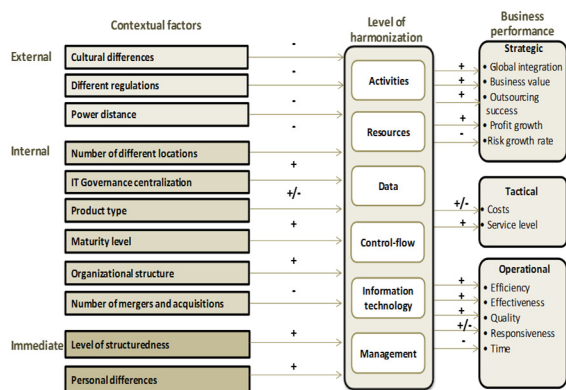 Contextual factors
Level of
harmonization
Business
performance
External
Cultural differences
-
Different regulations
-
Power distance
-
Internal
-
Number of different locations
+
IT Governance centralization
+/-
Product type
+
Maturity level
+
Organizational structure
-
Number of mergers and acquisitions
Immediate
+
Level of structuredness
+
Personal differences
Activities
Resources
Data
Control-flow
Information
technology
Management
Strategic
+
• Global integration
+
• Business value
+
• Outsourcing
success
+
• Profit growth
-
•Risk growth rate
Tactical
+/-
• Costs
+
• Service level
Operational
+
• Efficiency
+
• Effectiveness
+
• Quality
+/-
• Responsiveness
-
• Time